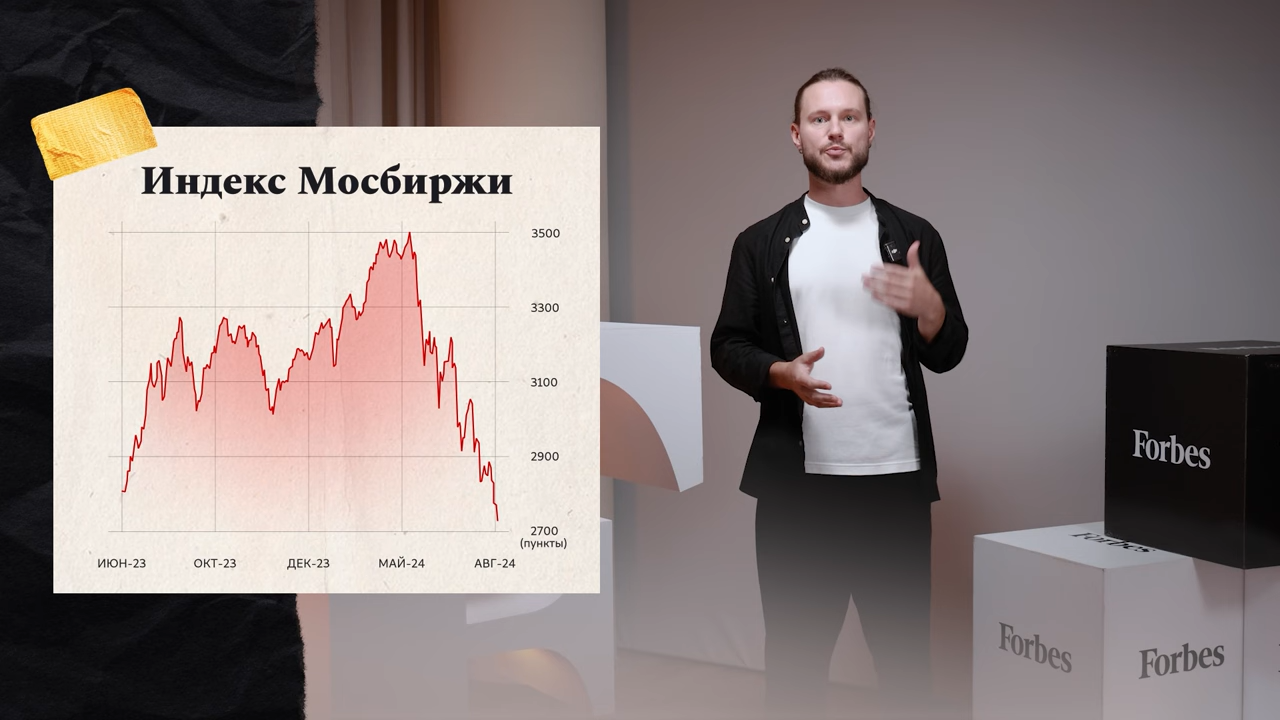 Индекс Мосбиржи
3500
3300
3100
2900
2700
(пункты)
ИЮН-23 ОКТ-23 ДЕК-23 МАЙ-24 АВГ-24
Forbes
Forbes
Forbes
Forbes